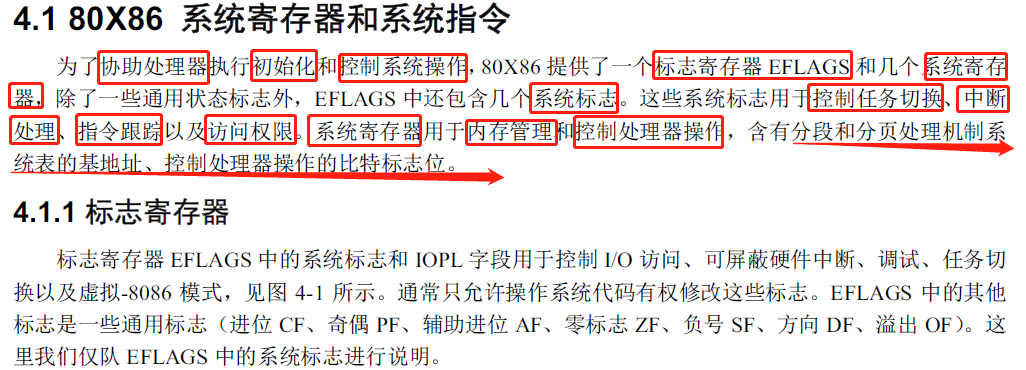 4.1 80X86 系统寄存器和系统指令
为了协助处理器执行初始化和控制系统操作，80X86 提供了一个标志寄存器 EFLAGS 和几个系统寄存
器，除了一些通用状态标志外，EFLAGS 中还包含几个系统标志。这些系统标志用于控制任务切换、中断
处理、指令跟踪以及访问权限。系统寄存器用于内存管理和控制处理器操作，含有分段和分页处理机制系
统表的基地址、控制处理器操作的比特标志位。
4.1.1 标志寄存器
标志寄存器 EFLAGS 中的系统标志和 IOPL 字段用于控制 I/O 访问、可屏蔽硬件中断、调试、任务切
换以及虚拟-8086 模式，见图 4-1 所示。通常只允许操作系统代码有权修改这些标志。EFLAGS 中的其他
标志是一些通用标志（进位 CF、奇偶 PF、辅助进位 AF、零标志 ZF、负号 SF、方向 DF、溢出 OF）。这
里我们仅队 EFLAGS 中的系统标志进行说明。